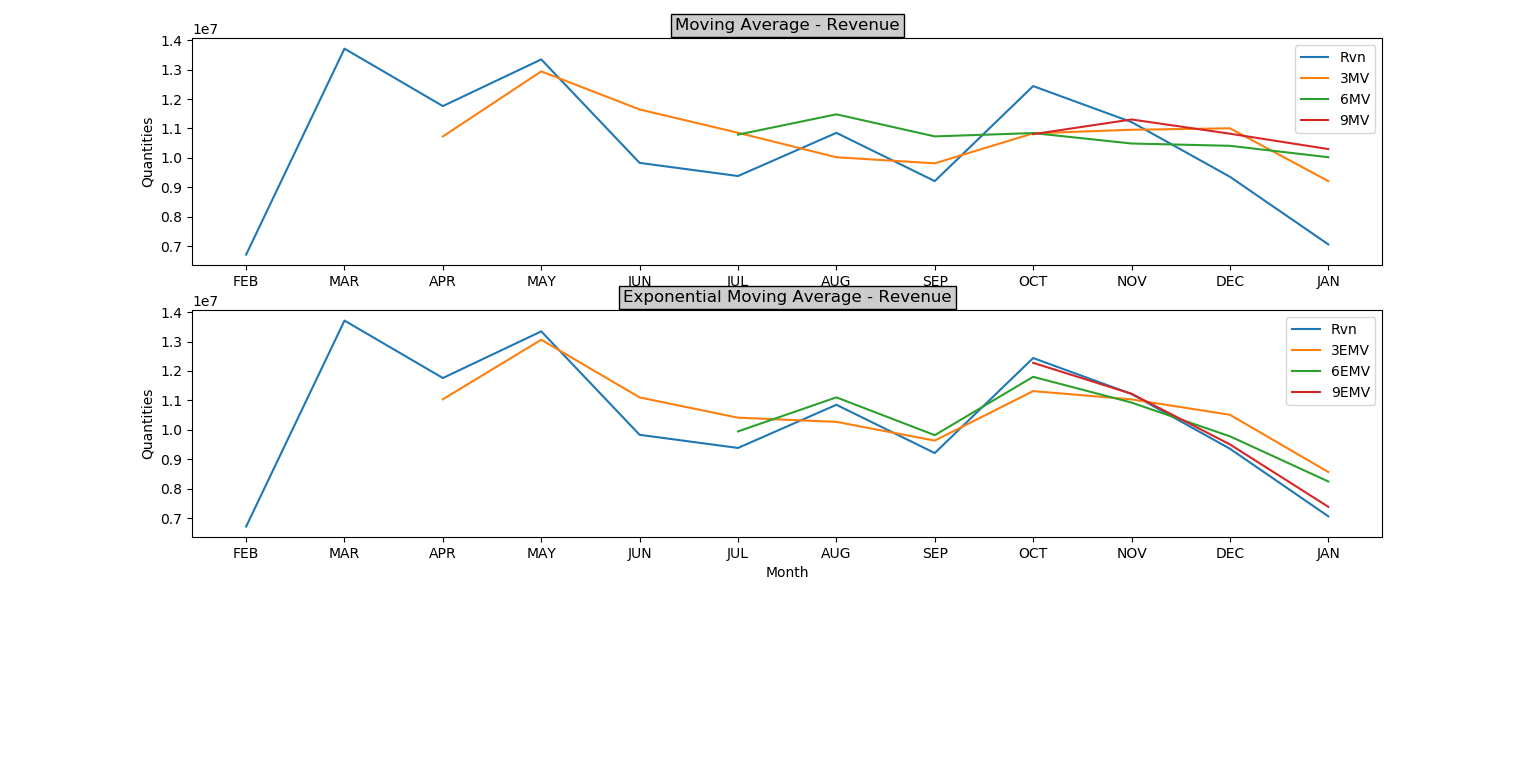 Moving Average - Revenue
1e7
1.4
1.3
1.2
1.1
1.0
0.9
0.8
0.7
Quantities
Rvn
3MV
6MV
9MV
FEB MAR APR MAY JUN JUL AUG SEP OCT NOV DEC JAN
Exponential Moving Average - Revenue
1e7
1.4
1.3
1.2
1.1
1.0
0.9
0.8
0.7
Quantities
Rvn
3EMV
6EMV
9EMV
FEB MAR APR MAY JUN JUL AUG SEP OCT NOV DEC JAN
Month